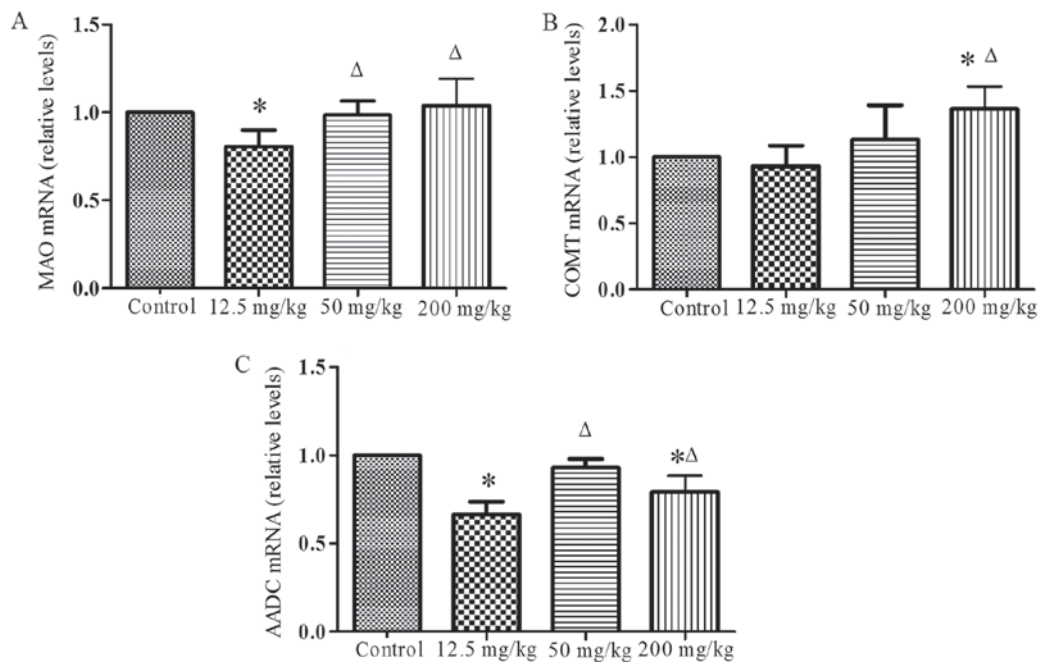 A
MAO mRNA (relative levels)
1.5
1.0
0.5
0.0
*
Δ
Δ
Control
12.5 mg/kg
50 mg/kg
200 mg/kg
B
COMT mRNA (relative levels)
2.0
1.5
1.0
0.5
0.0
* Δ
Control
12.5 mg/kg
50 mg/kg
200 mg/kg
C
AADC mRNA (relative levels)
1.5
1.0
0.5
0.0
*
Δ
*Δ
Control
12.5 mg/kg
50 mg/kg
200 mg/kg